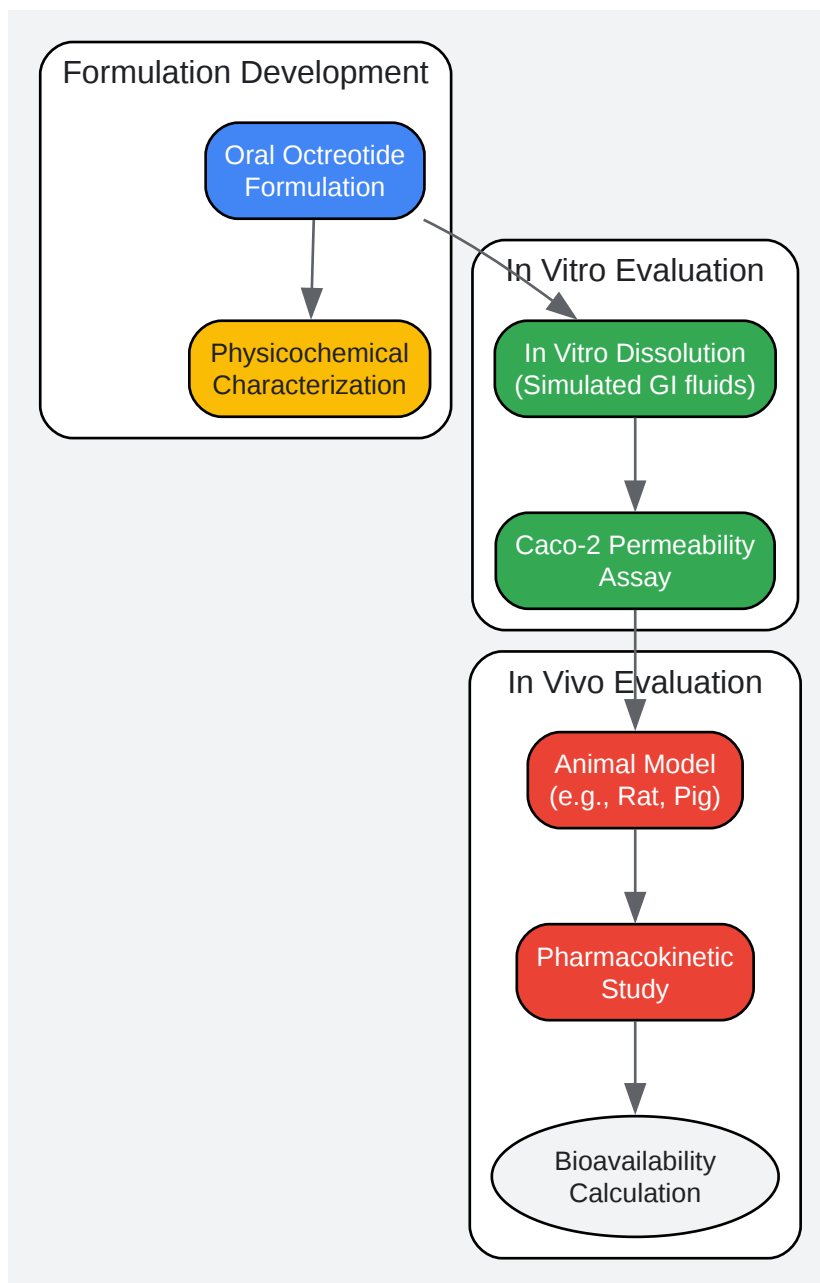 Formulation Development
Oral Octreotide
Formulation
Physicochemical
Characterization
In Vitro Evaluation
In Vitro Dissolution
(Simulated GI fluids)
Caco-2 Permeability
Assay
In Vivo Evaluation
Animal Model
(e.g., Rat, Pig)
Pharmacokinetic
Study
Bioavailability
Calculation